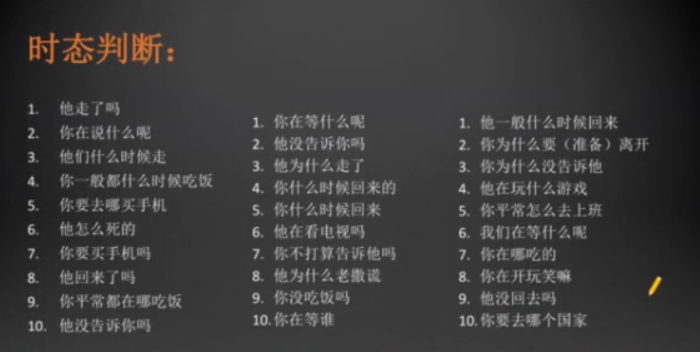 时态判断：
1. 他走了吗
2. 你在说什么呢
3. 他们什么时候走
4. 你一般都什么时候吃饭
5. 你要去哪买手机
6. 他怎么死的
7. 你要买手机吗
8. 他回来了吗
9. 你平常都在哪吃饭
10. 他没告诉你吗
1. 你在等什么呢
2. 他没告诉你吗
3. 他为什么走了
4. 你什么时候回来的
5. 你什么时候回来
6. 他在看电视吗
7. 你不打算告诉他吗
8. 他为什么老撒谎
9. 你没吃饭吗
10. 你在等谁
1. 他一般什么时候回来
2. 你为什么要（准备）离开
3. 你为什么没告诉他
4. 他在玩什么游戏
5. 你平常怎么去上班
6. 我们在等什么呢
7. 你在哪吃的
8. 你在开玩笑嘛
9. 他没回去吗
10. 你要去哪个国家